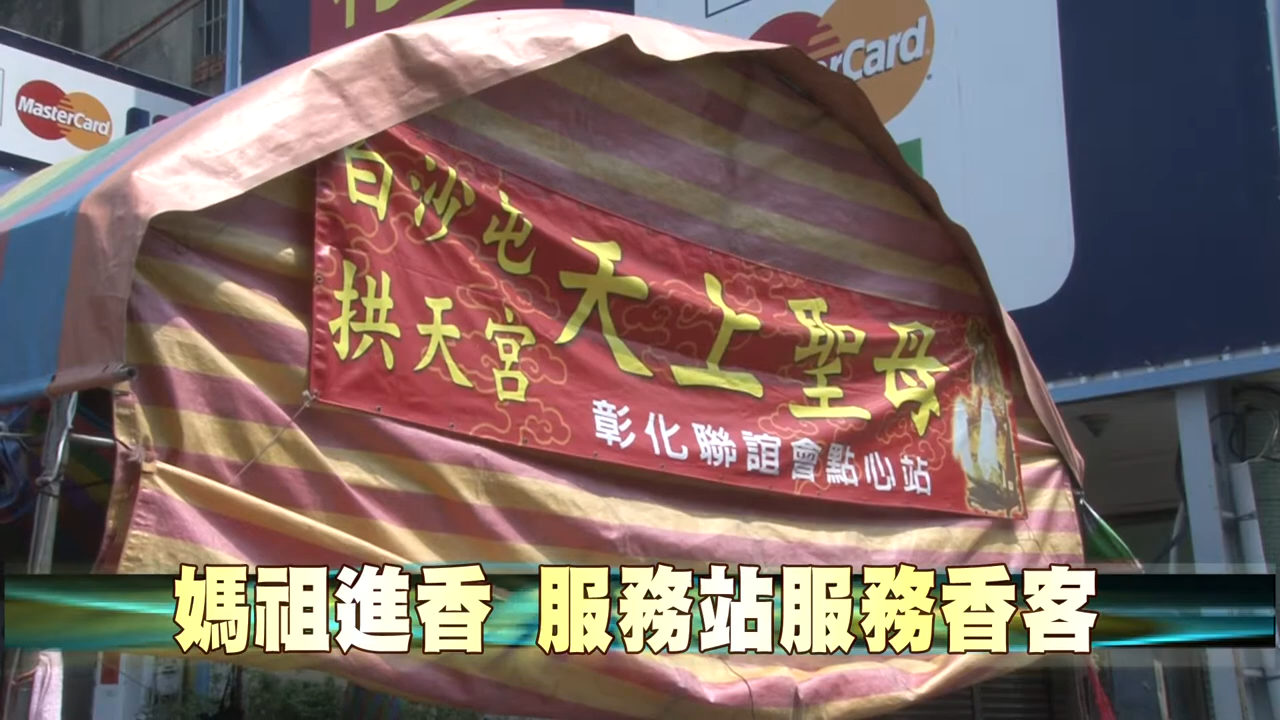 MasterCard
MasterCard
白沙屯
拱天宮
天上聖母
彰化聯誼會點心站
媽祖進香 服務站服務香客